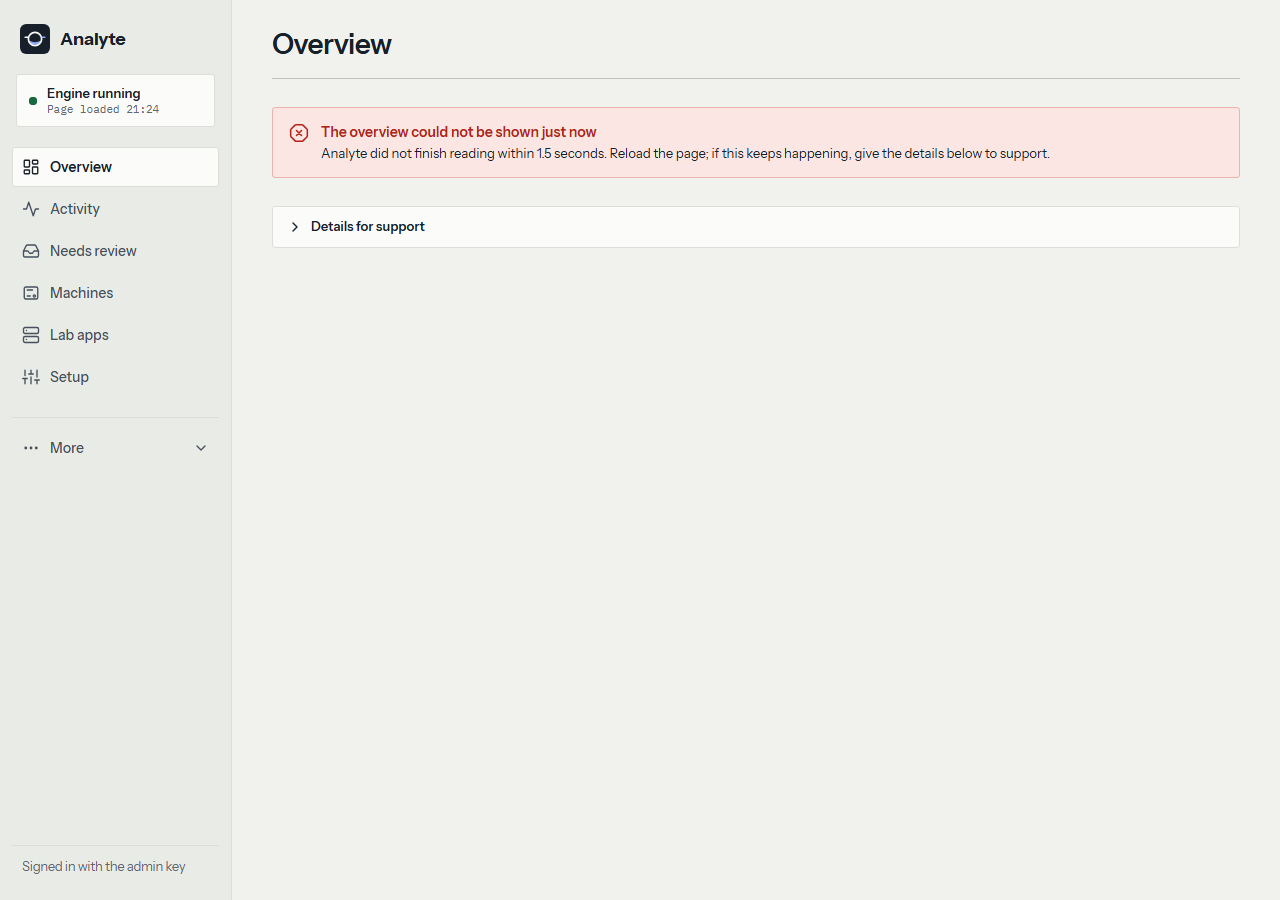 Analyte
Engine running
Page loaded 21:24
Overview
Activity
Needs review
Machines
Lab apps
Setup
More
Signed in with the admin key
Overview
The overview could not be shown just now
Analyte did not finish reading within 1.5 seconds. Reload the page; if this keeps happening, give the details below to support.
Details for support